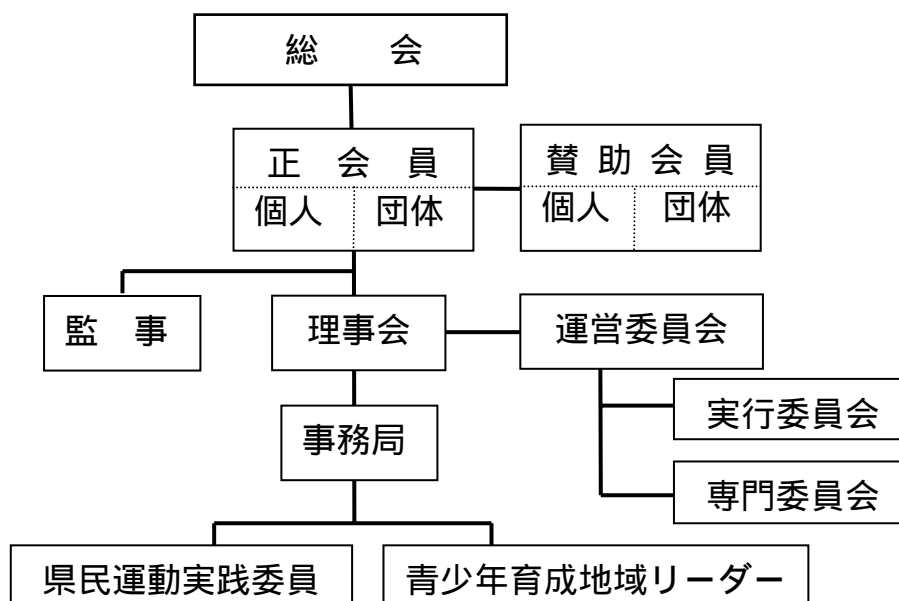 総 会
正 会 員
個人 団体
賛 助 会 員
個人 団体
監 事
理事会
運営委員会
実行委員会
事務局
専門委員会
県民運動実践委員
青少年育成地域リーダー